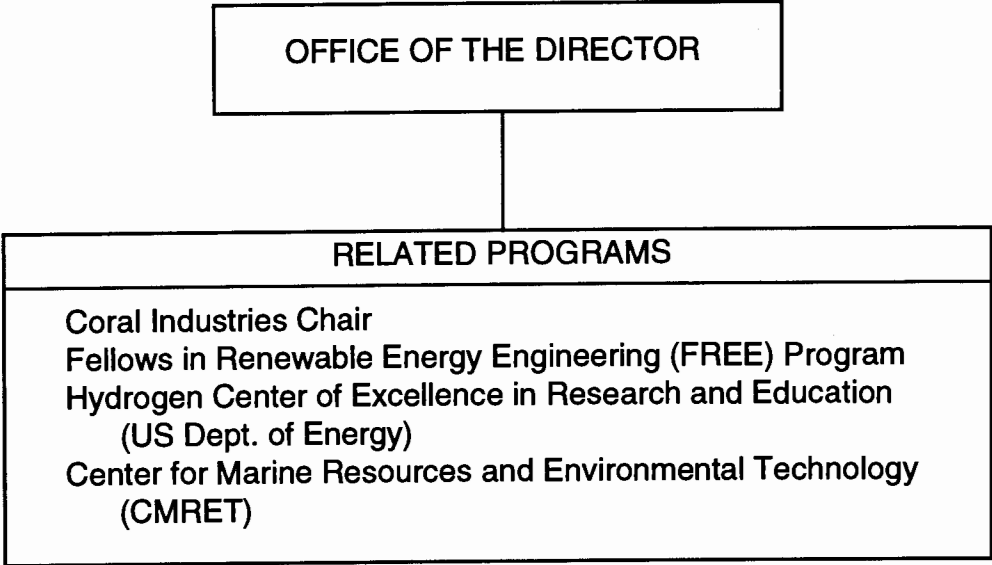 OFFICE OF THE DIRECTOR
RELATED PROGRAMS
Coral Industries Chair
Fellows in Renewable Energy Engineering (FREE) Program
Hydrogen Center of Excellence in Research and Education
(US Dept. of Energy)
Center for Marine Resources and Environmental Technology
(CMRET)